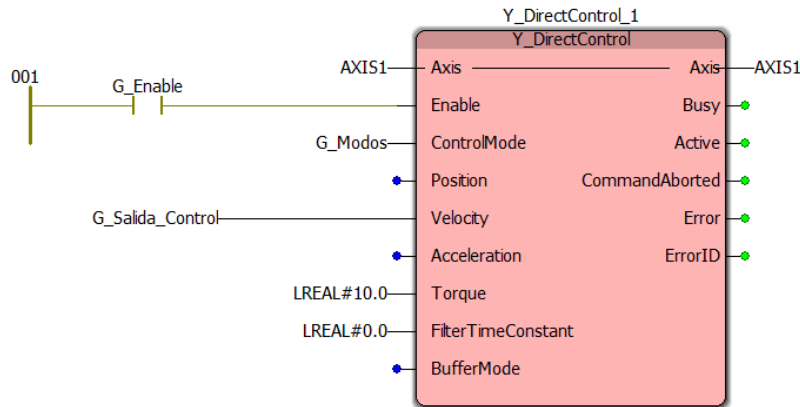 Y_DirectControl_1
Y_DirectControl
AXIS1 Axis Axis AXIS1
001
G_Enable
Enable Busy
G_Modos ControlMode Active
Position CommandAborted
G_Salida_Control Velocity Error
Acceleration ErrorID
LREAL#10.0 Torque
LREAL#0.0 FilterTimeConstant
BufferMode